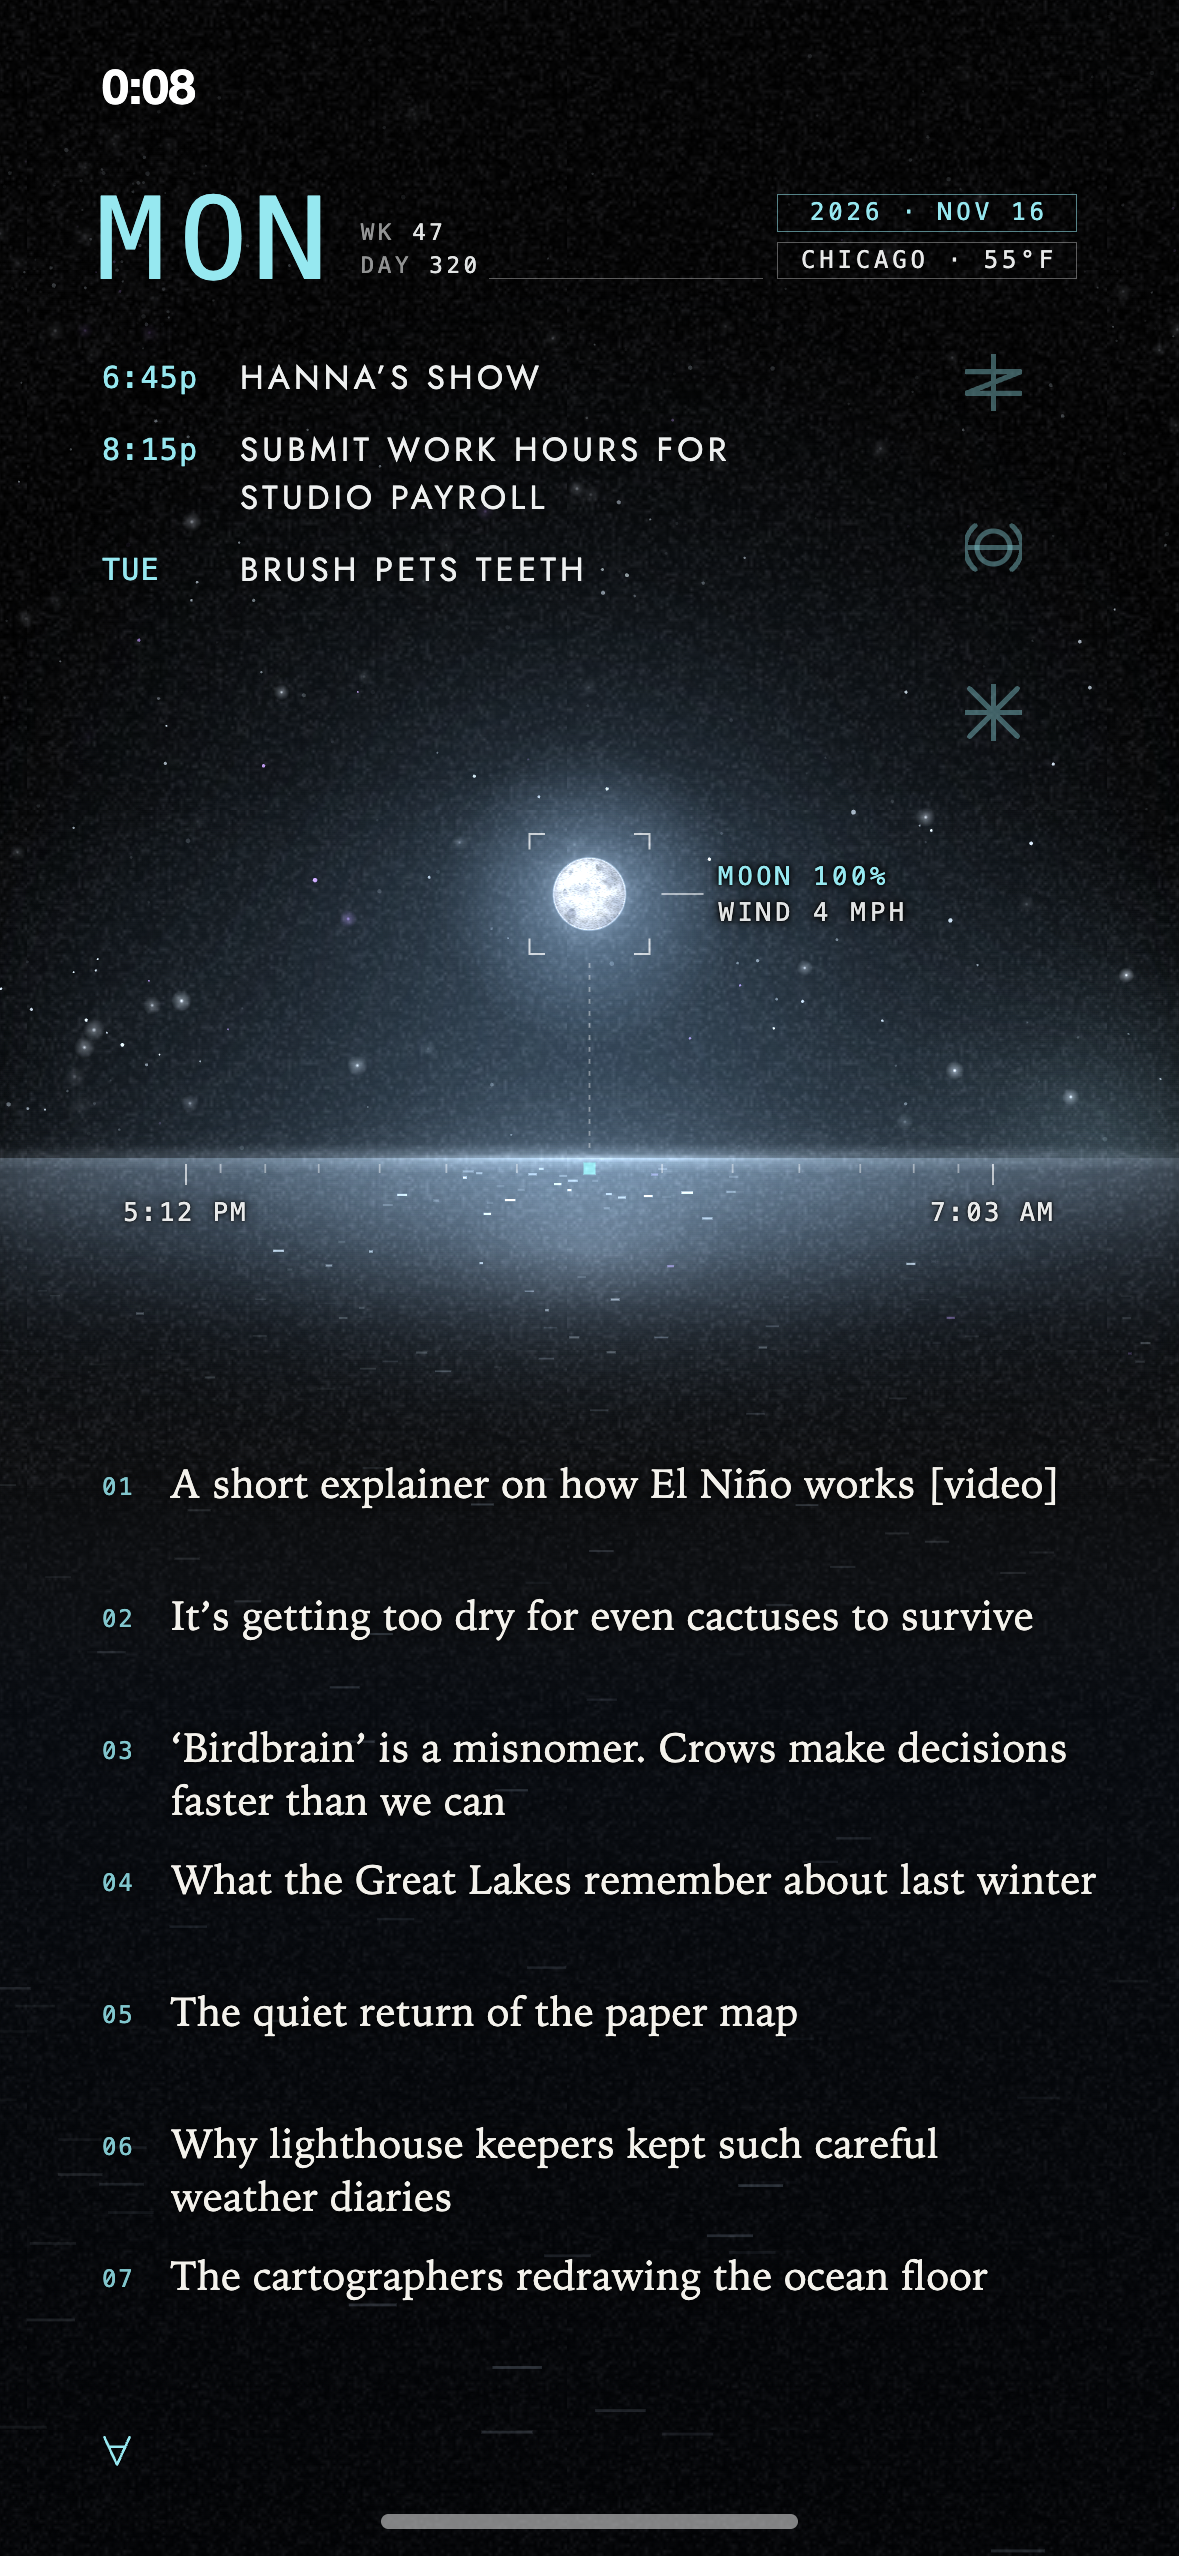 0:08
MON
WK 47
DAY 320
2026 · NOV 16
CHICAGO · 55°F
6:45p HANNA’S SHOW
8:15p SUBMIT WORK HOURS FOR
STUDIO PAYROLL
TUE BRUSH PETS TEETH
MOON 100%
WIND 4 MPH
5:12 PM
7:03 AM
01 A short explainer on how El Niño works [video]
02 It’s getting too dry for even cactuses to survive
03 ‘Birdbrain’ is a misnomer. Crows make decisions
faster than we can
04 What the Great Lakes remember about last winter
05 The quiet return of the paper map
06 Why lighthouse keepers kept such careful
weather diaries
07 The cartographers redrawing the ocean floor